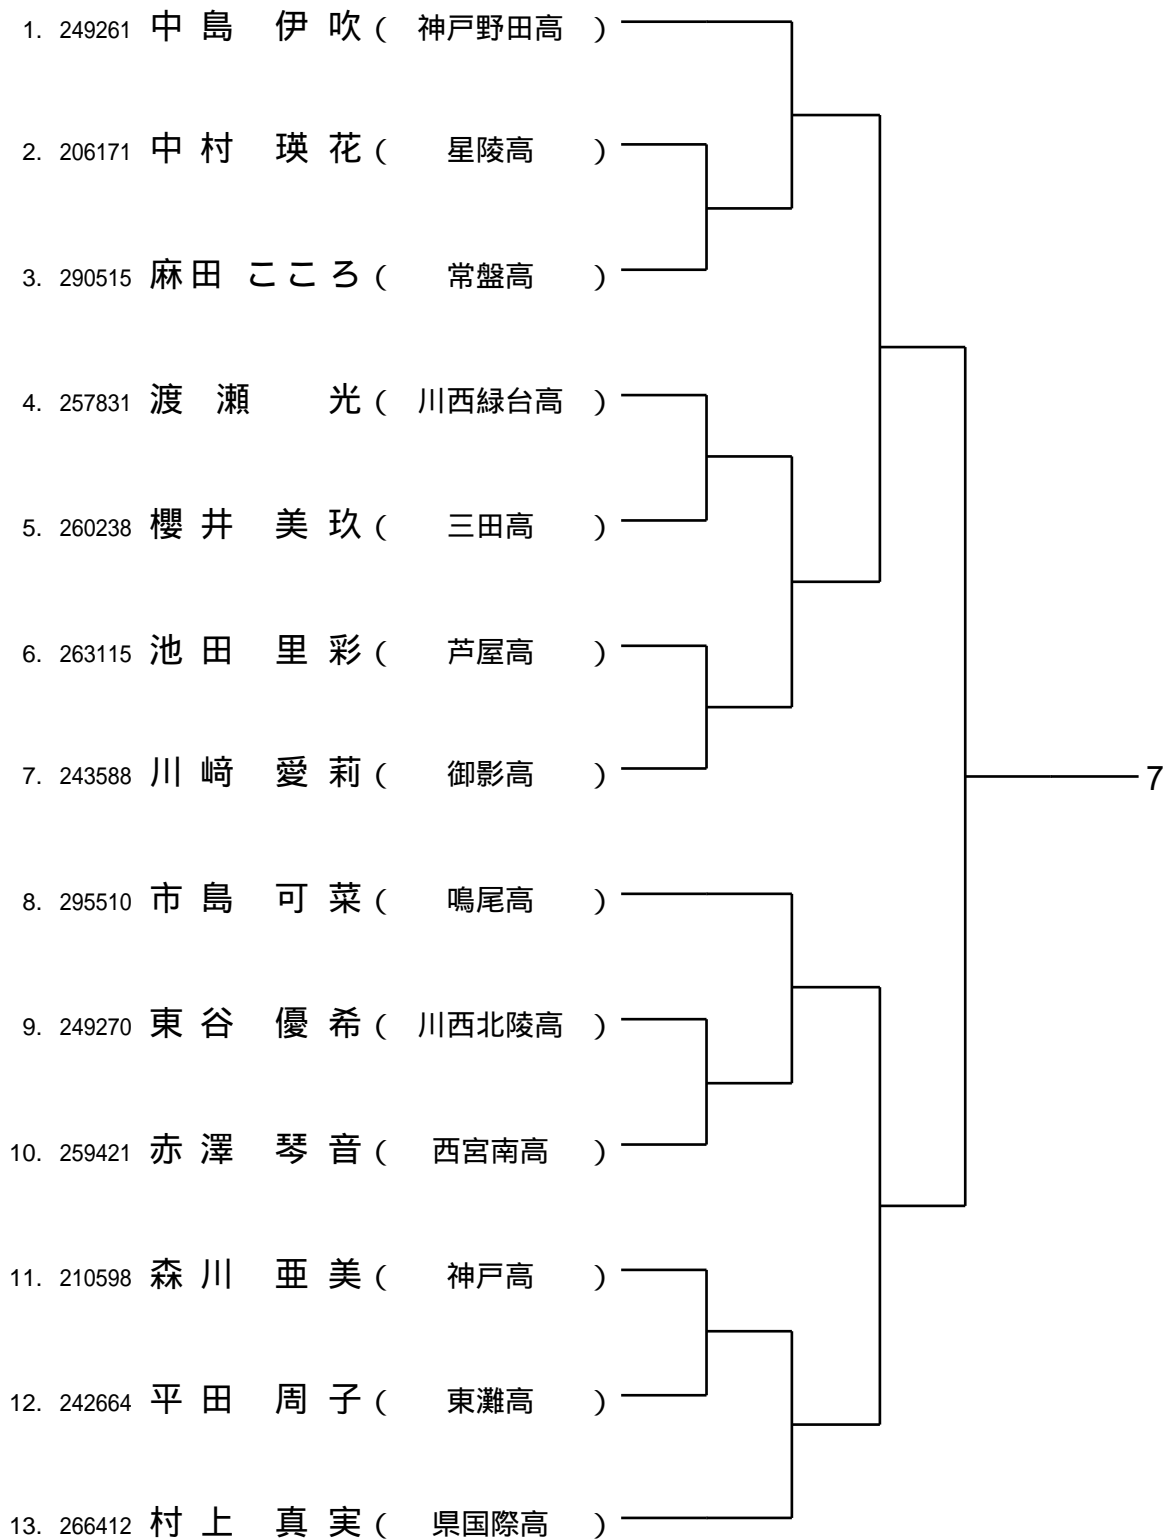 1. 249261 中島 伊吹 ( 神戸野田高 )
2. 206171 中村 瑛花 ( 星陵高 )
3. 290515 麻田 こころ ( 常盤高 )
4. 257831 渡瀬 光 ( 川西緑台高 )
5. 260238 櫻井 美玖 ( 三田高 )
6. 263115 池田 里彩 ( 芦屋高 )
7. 243588 川﨑 愛莉 ( 御影高 )
7
8. 295510 市島 可菜 ( 鳴尾高 )
9. 249270 東谷 優希 ( 川西北陵高 )
10. 259421 赤澤 琴音 ( 西宮南高 )
11. 210598 森川 亜美 ( 神戸高 )
12. 242664 平田 周子 ( 東灘高 )
13. 266412 村上 真実 ( 県国際高 )